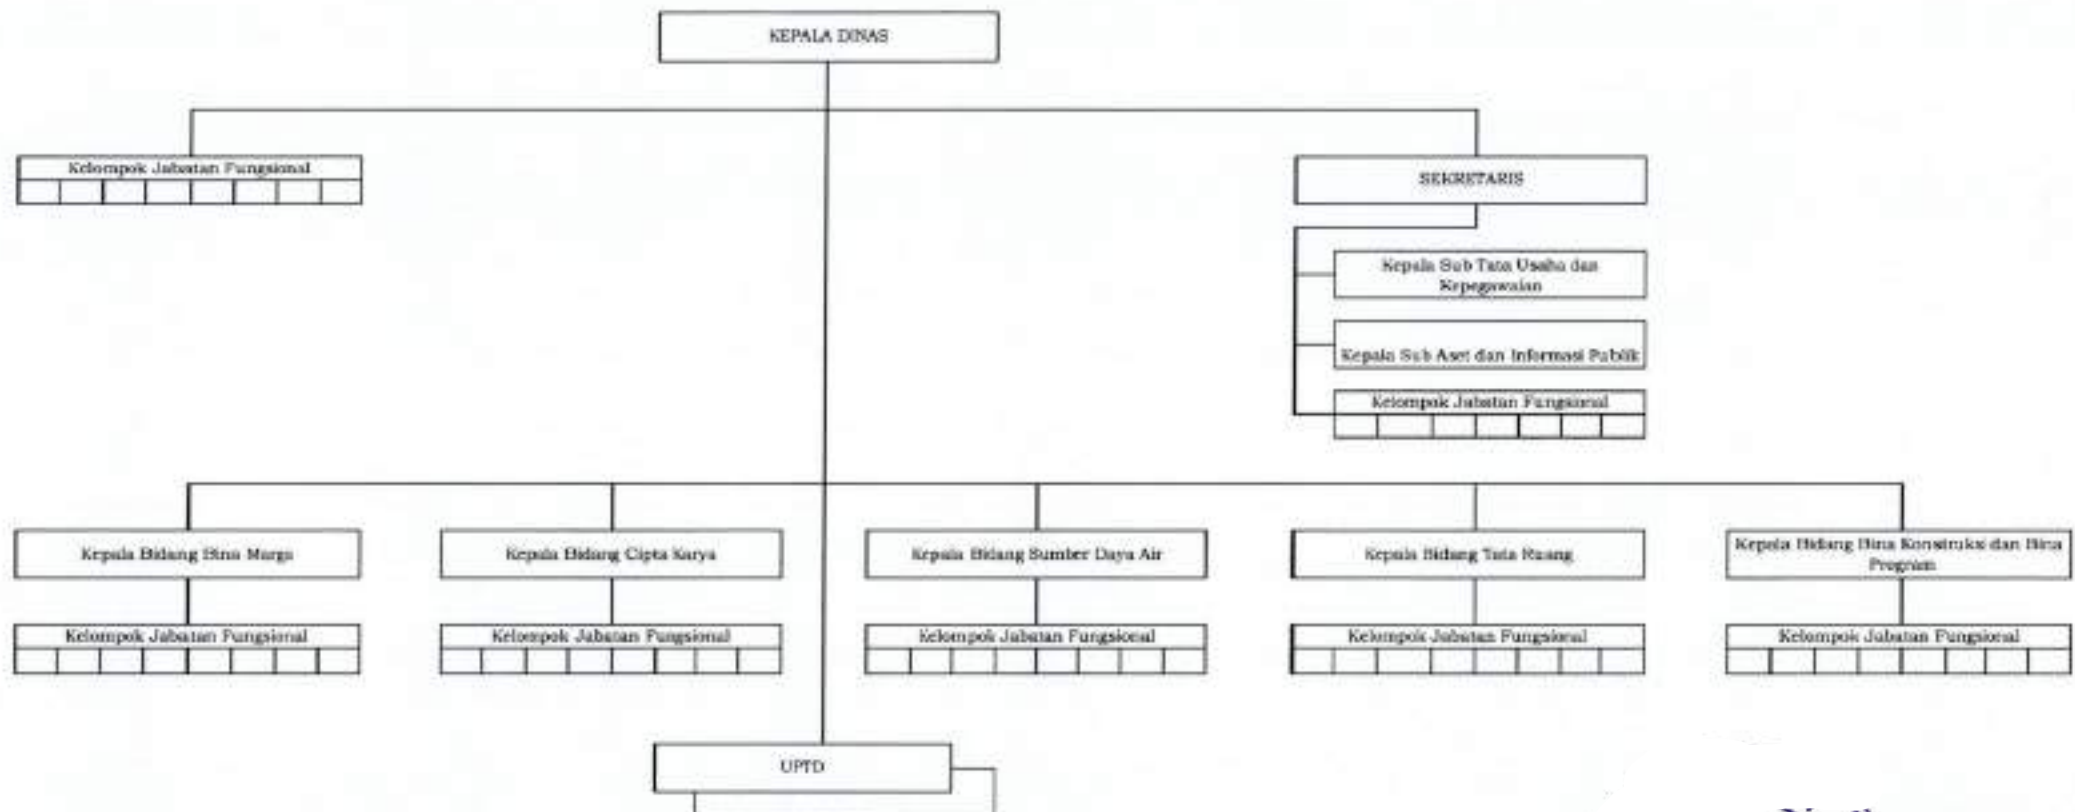 KEPALA DINAS
Kelompok Jabatan Fungsional
SEKRETARIS
Kepala Sub Tata Usaha dan
Kepegawaian
Kepala Sub Aset dan Informasi Publik
Kelompok Jabatan Fungsional
Kepala Bidang Bina Marga
Kepala Bidang Cipta Karya
Kepala Bidang Sumber Daya Air
Kepala Bidang Tata Ruang
Kepala Bidang Bina Konstruksi dan Bina
Program
Kelompok Jabatan Fungsional
Kelompok Jabatan Fungsional
Kelompok Jabatan Fungsional
Kelompok Jabatan Fungsional
Kelompok Jabatan Fungsional
UPTD